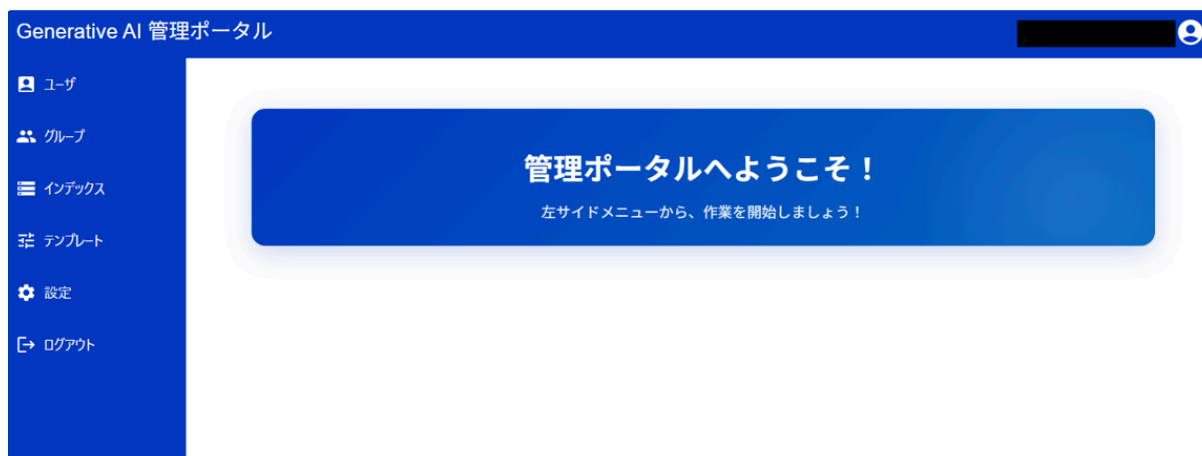 Generative AI 管理ポータル
ユーザ
グループ
インデックス
テンプレート
設定
ログアウト
管理ポータルへようこそ！
左サイドメニューから、作業を開始しましょう！